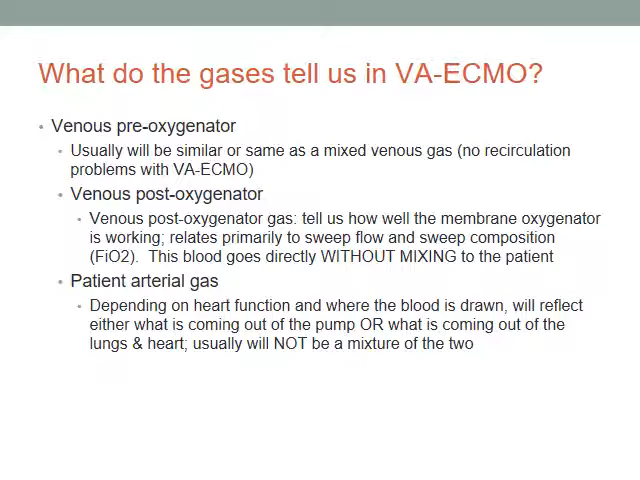 What do the gases tell us in VA-ECMO?
• Venous pre-oxygenator
• Usually will be similar or same as a mixed venous gas (no recirculation
problems with VA-ECMO)
• Venous post-oxygenator
• Venous post-oxygenator gas: tell us how well the membrane oxygenator
is working; relates primarily to sweep flow and sweep composition
(FiO2).  This blood goes directly WITHOUT MIXING to the patient
• Patient arterial gas
• Depending on heart function and where the blood is drawn, will reflect
either what is coming out of the pump OR what is coming out of the
lungs & heart; usually will NOT be a mixture of the two